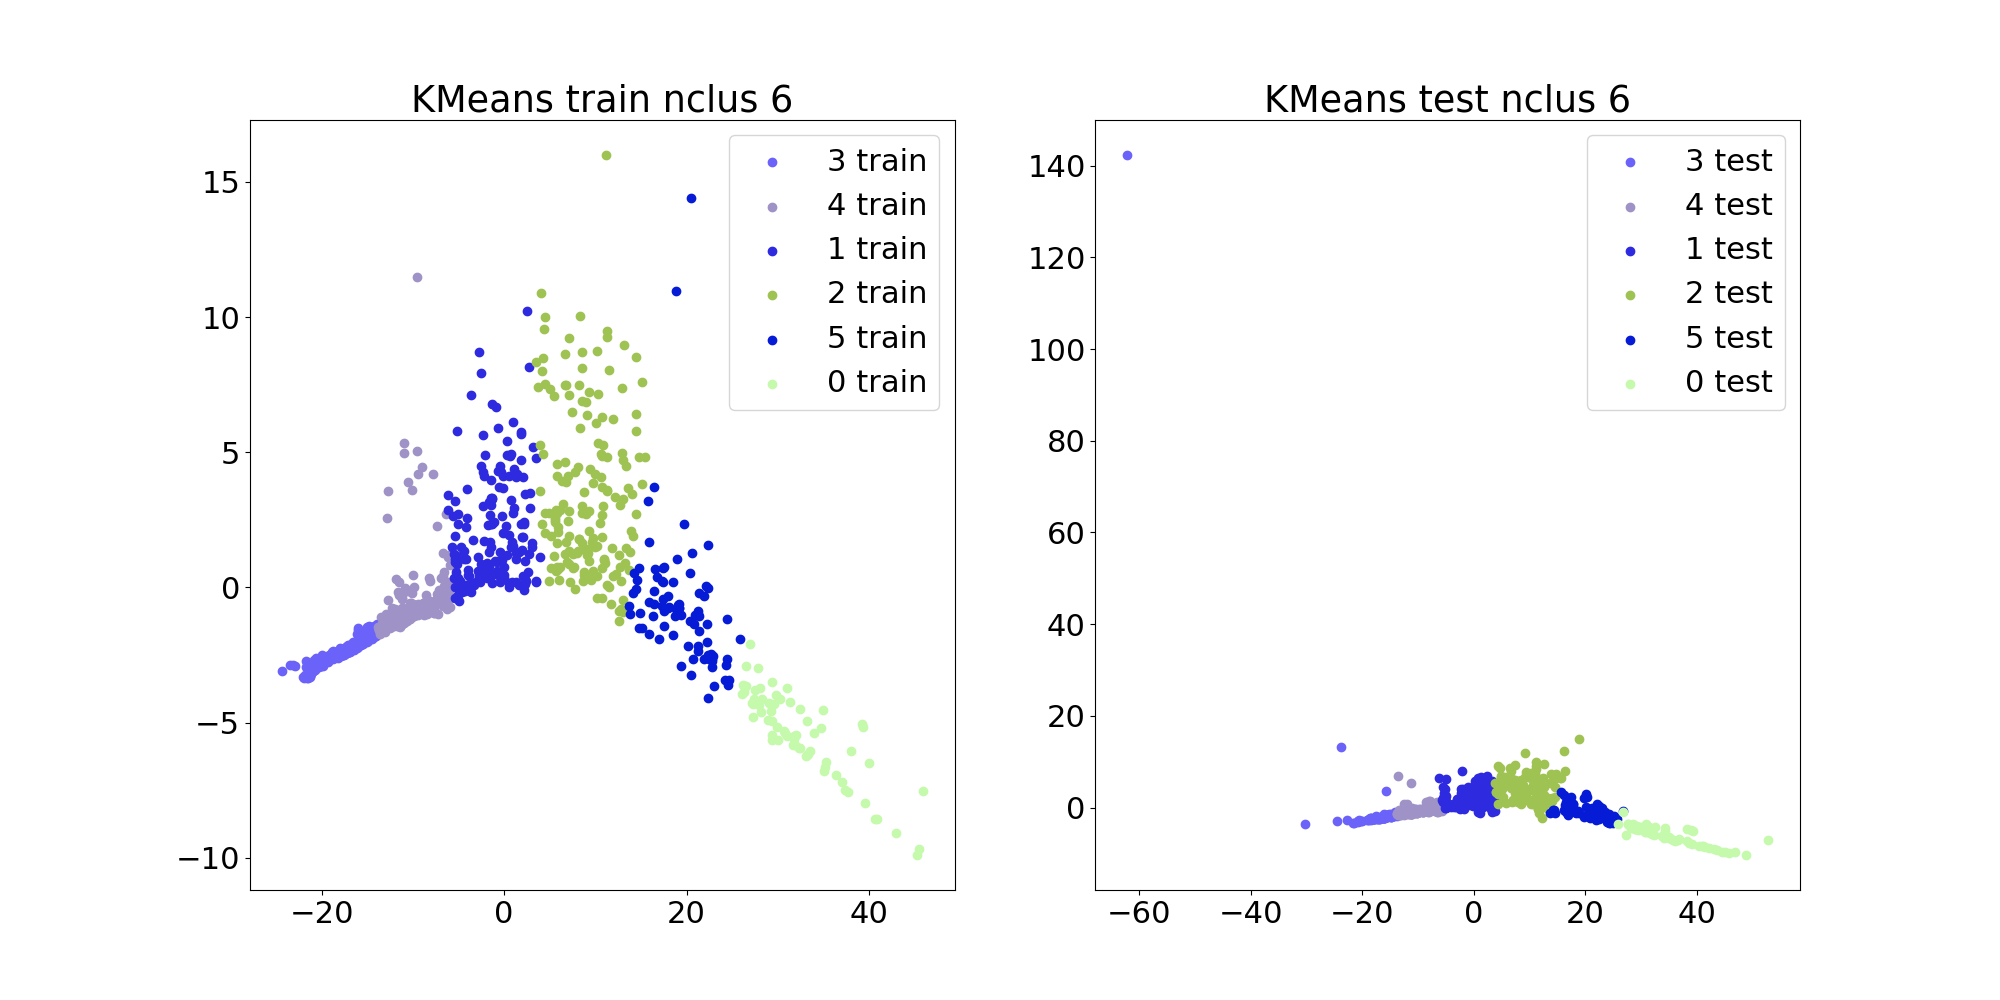 KMeans train nclus 6
15
10
5
0
−5
−10
−20
0
20
40
3 train
4 train
1 train
2 train
5 train
0 train
KMeans test nclus 6
140
120
100
80
60
40
20
0
−60
−40
−20
0
20
40
3 test
4 test
1 test
2 test
5 test
0 test